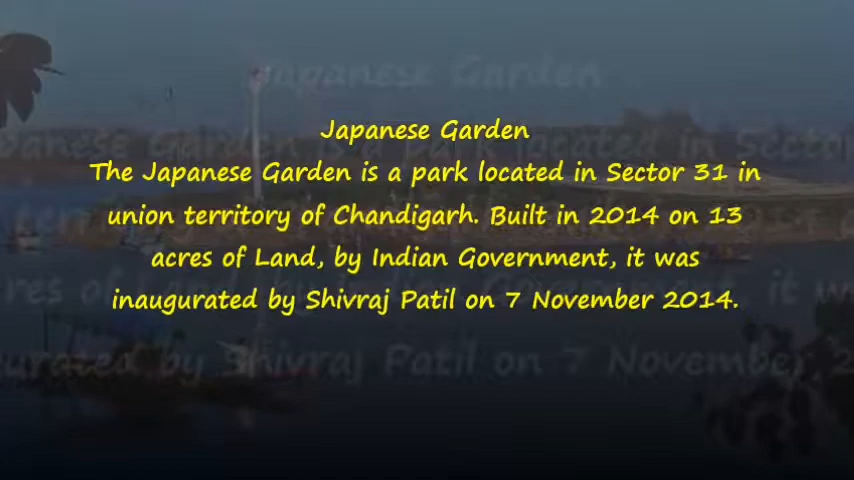 Japanese Garden
The Japanese Garden is a park located in Sector 31 in
union territory of Chandigarh. Built in 2014 on 13
acres of Land, by Indian Government, it was
inaugurated by Shivraj Patil on 7 November 2014.